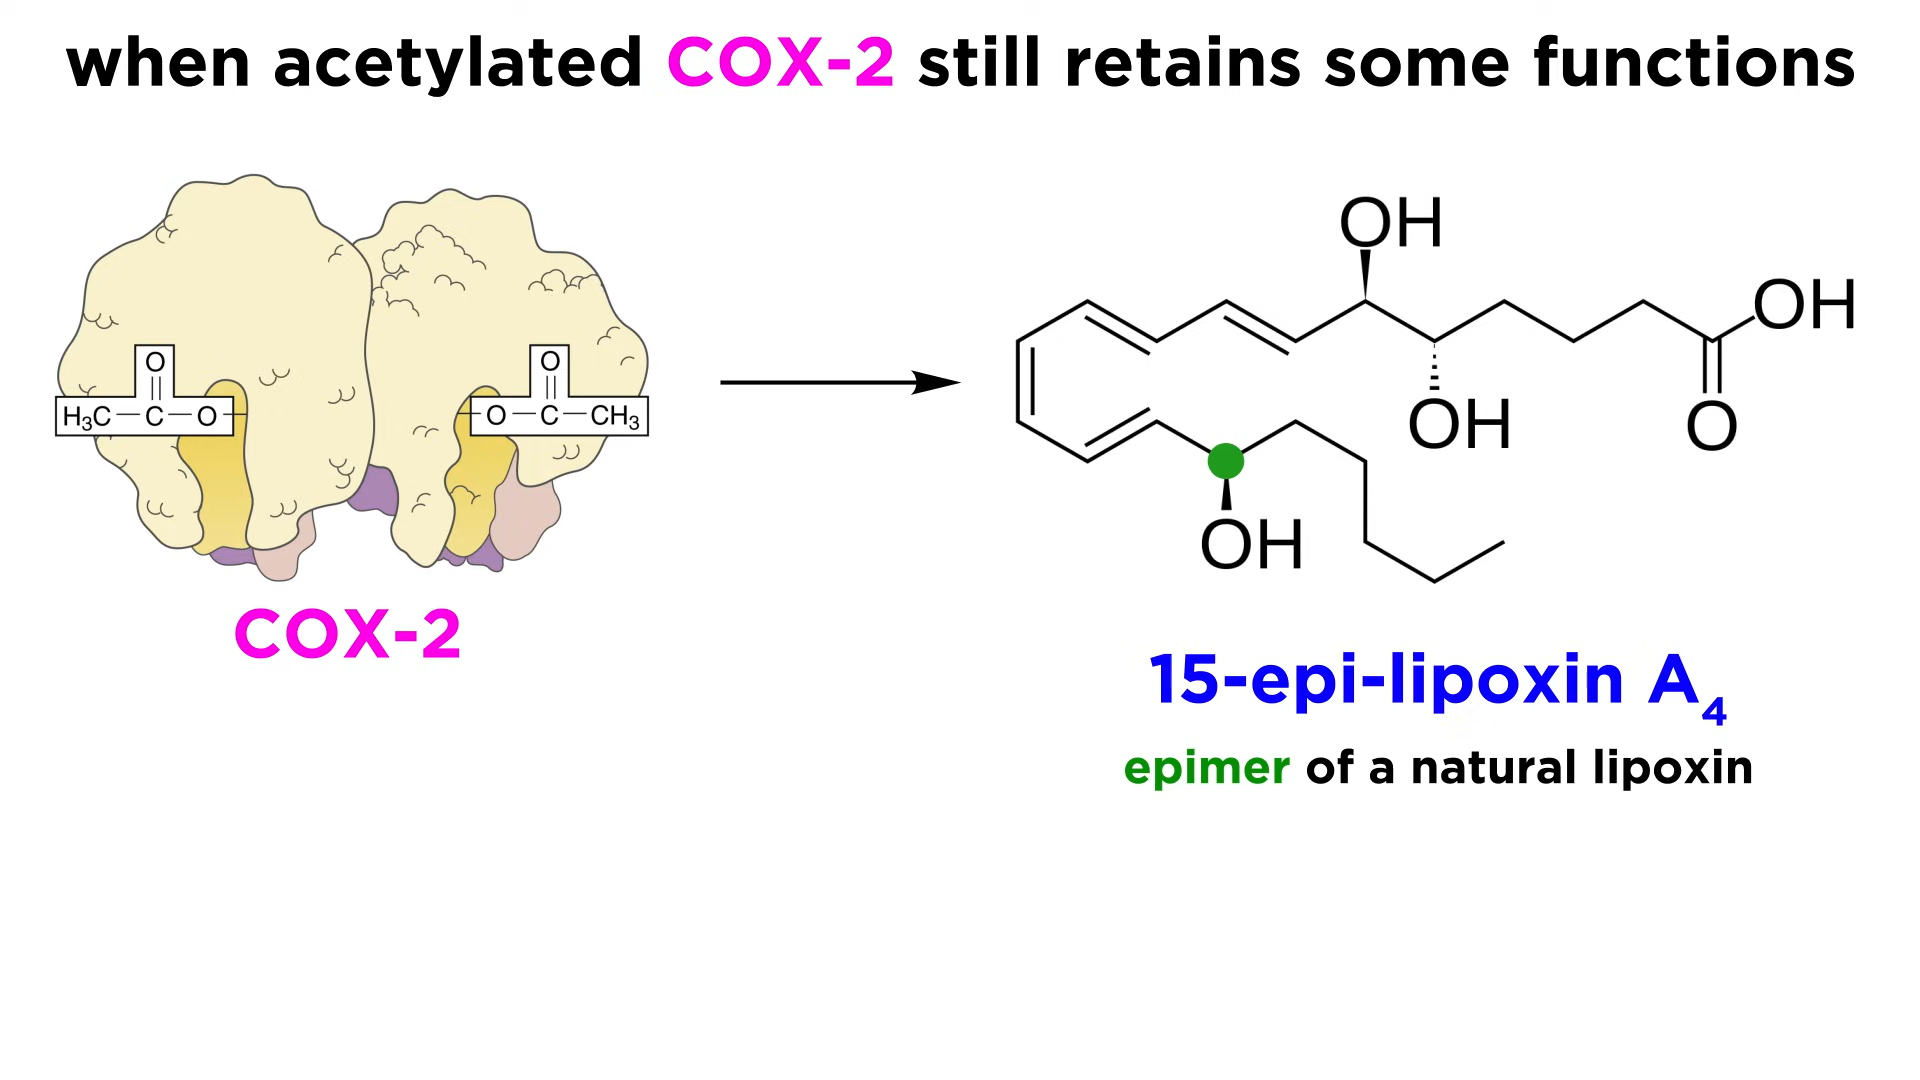 when acetylated COX-2 still retains some functions
OH
OH
O
O
H₃C—C—O
O—C—CH₃
OH
O
OH
COX-2
15-epi-lipoxin A₄
epimer of a natural lipoxin